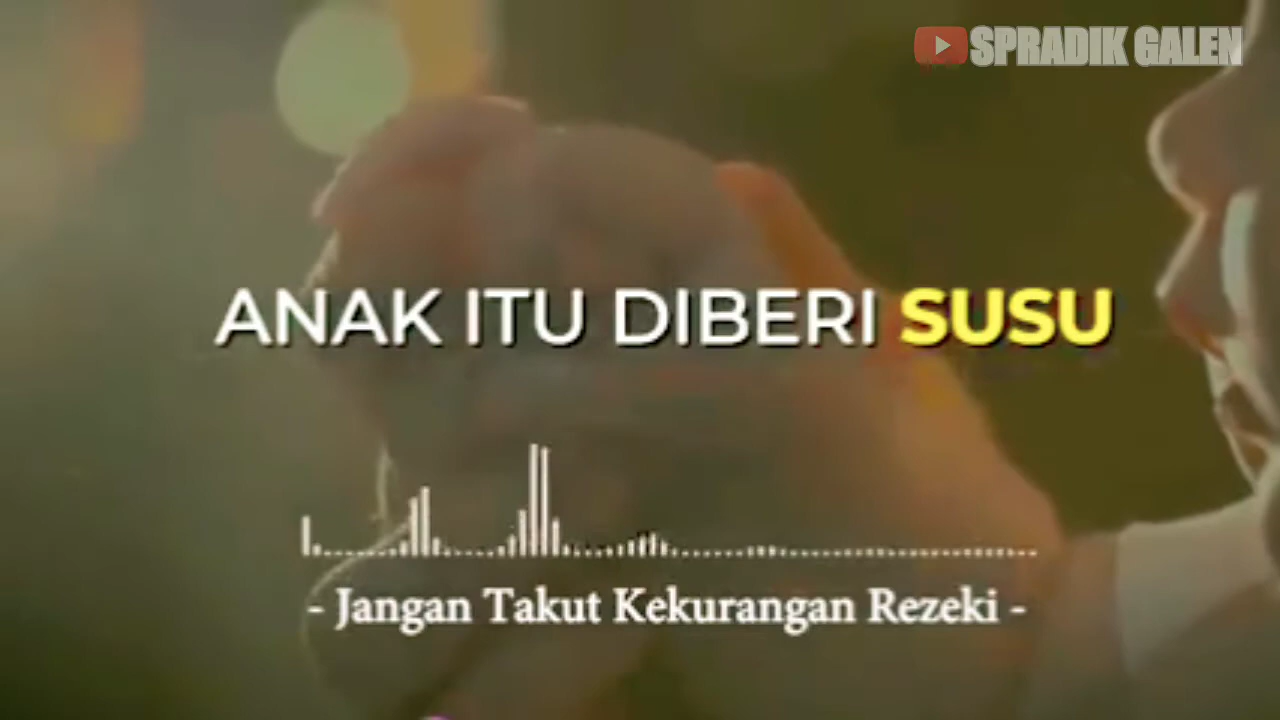 SPRADIK GALEN
ANAK ITU DIBERI SUSU
- Jangan Takut Kekurangan Rezeki -